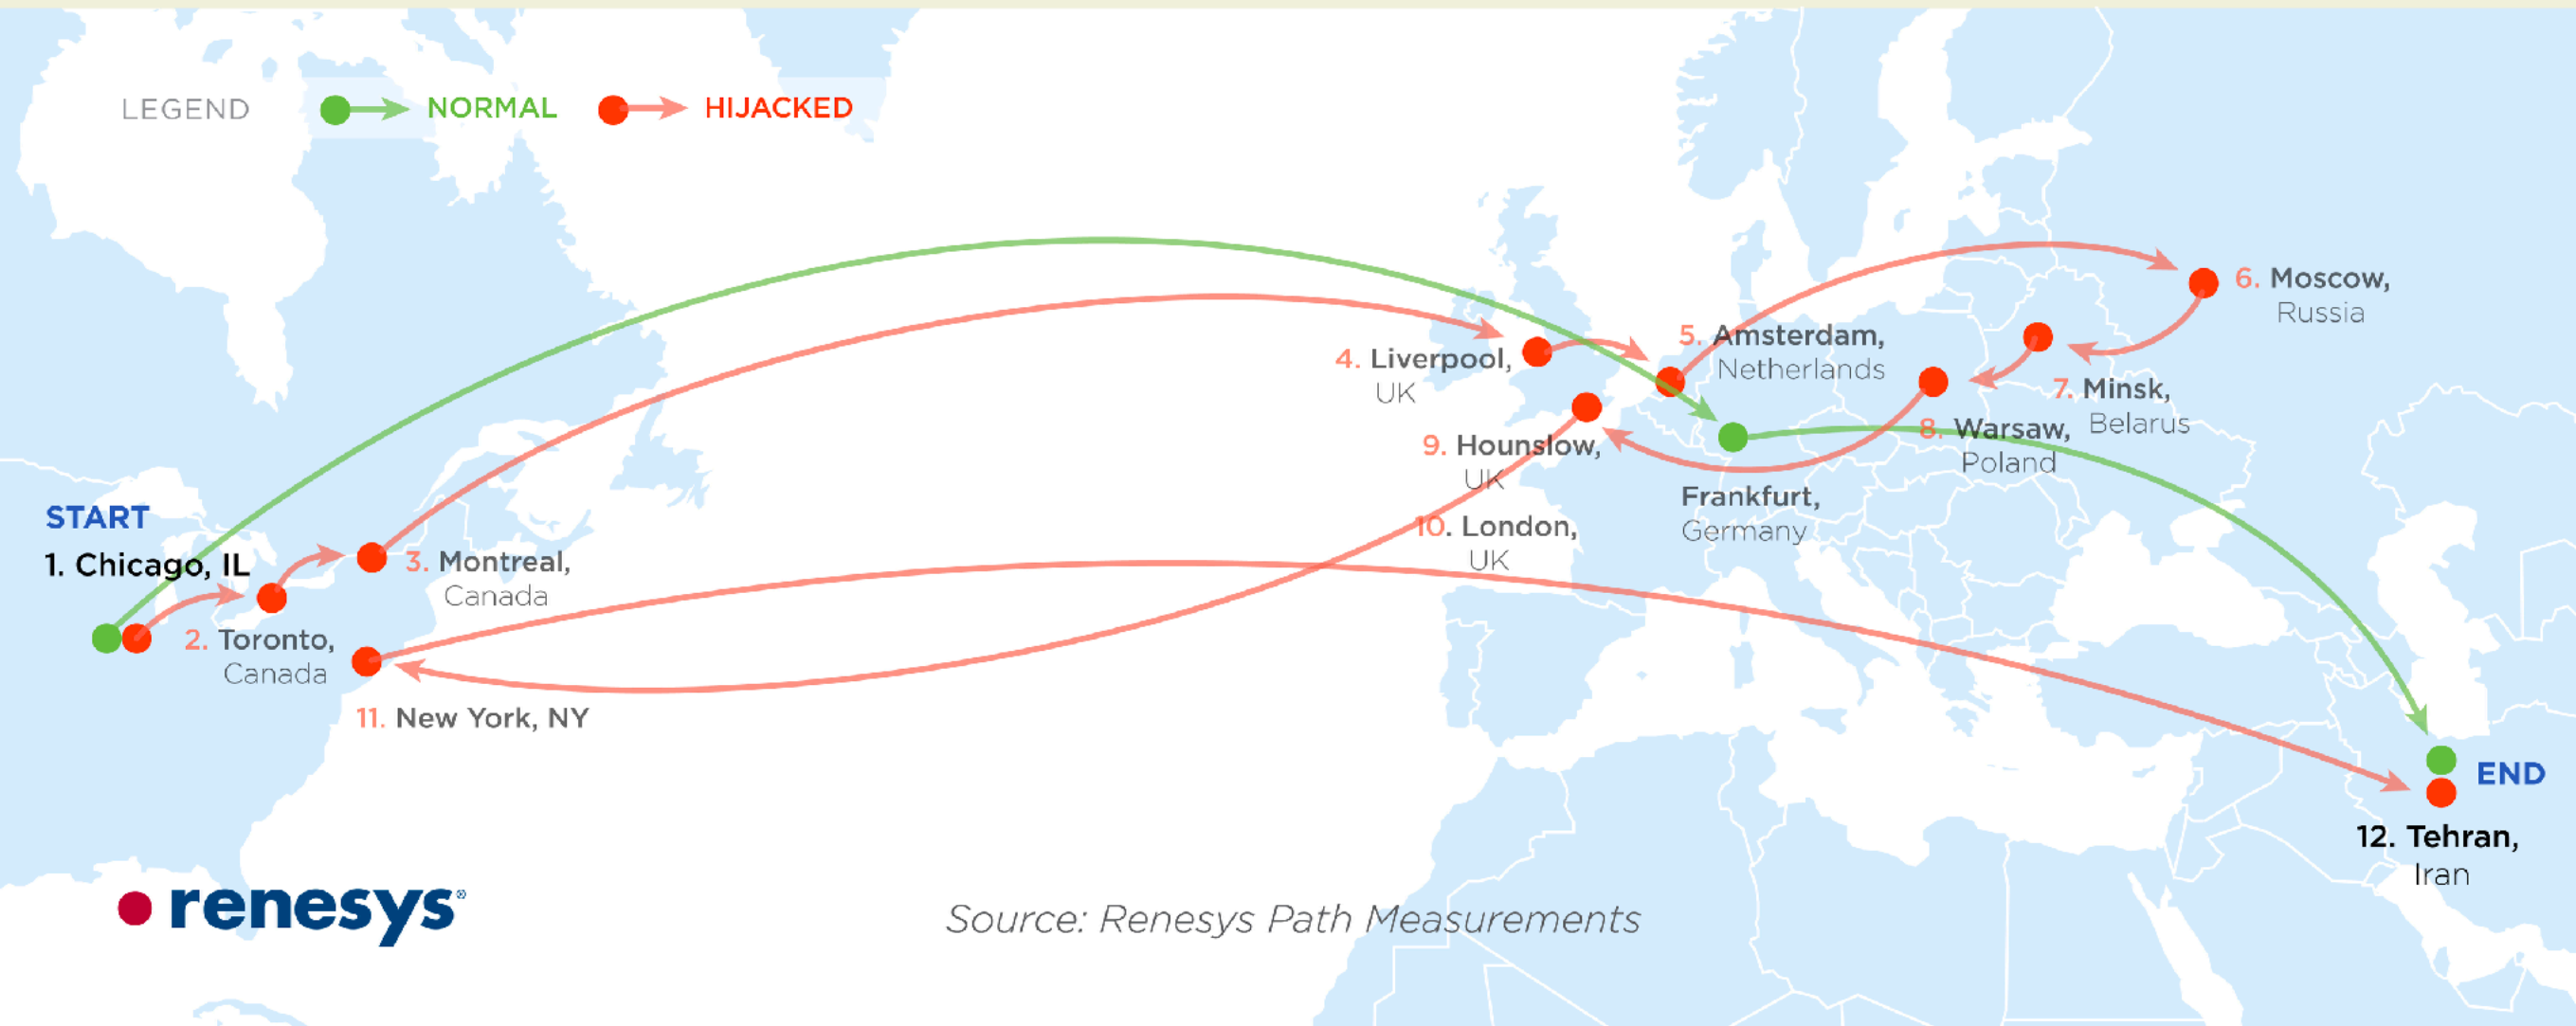 LEGEND
NORMAL
HIJACKED
START
1. Chicago, IL
2. Toronto,
Canada
3. Montreal,
Canada
4. Liverpool,
UK
5. Amsterdam,
Netherlands
6. Moscow,
Russia
7. Minsk,
Belarus
8. Warsaw,
Poland
9. Hounslow,
UK
10. London,
UK
Frankfurt,
Germany
11. New York, NY
END
12. Tehran,
Iran
renesys®
Source: Renesys Path Measurements